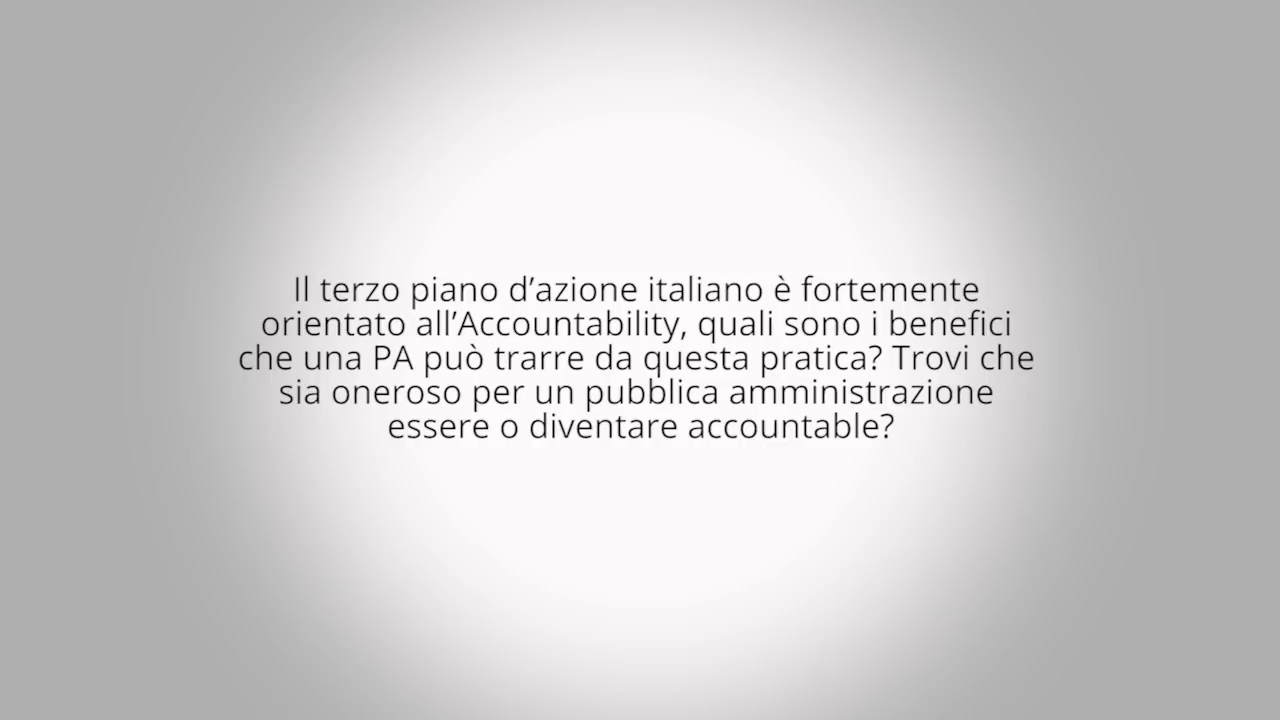 Il terzo piano d’azione italiano è fortemente
orientato all’Accountability, quali sono i benefici
che una PA può trarre da questa pratica? Trovi che
sia oneroso per un pubblica amministrazione
essere o diventare accountable?